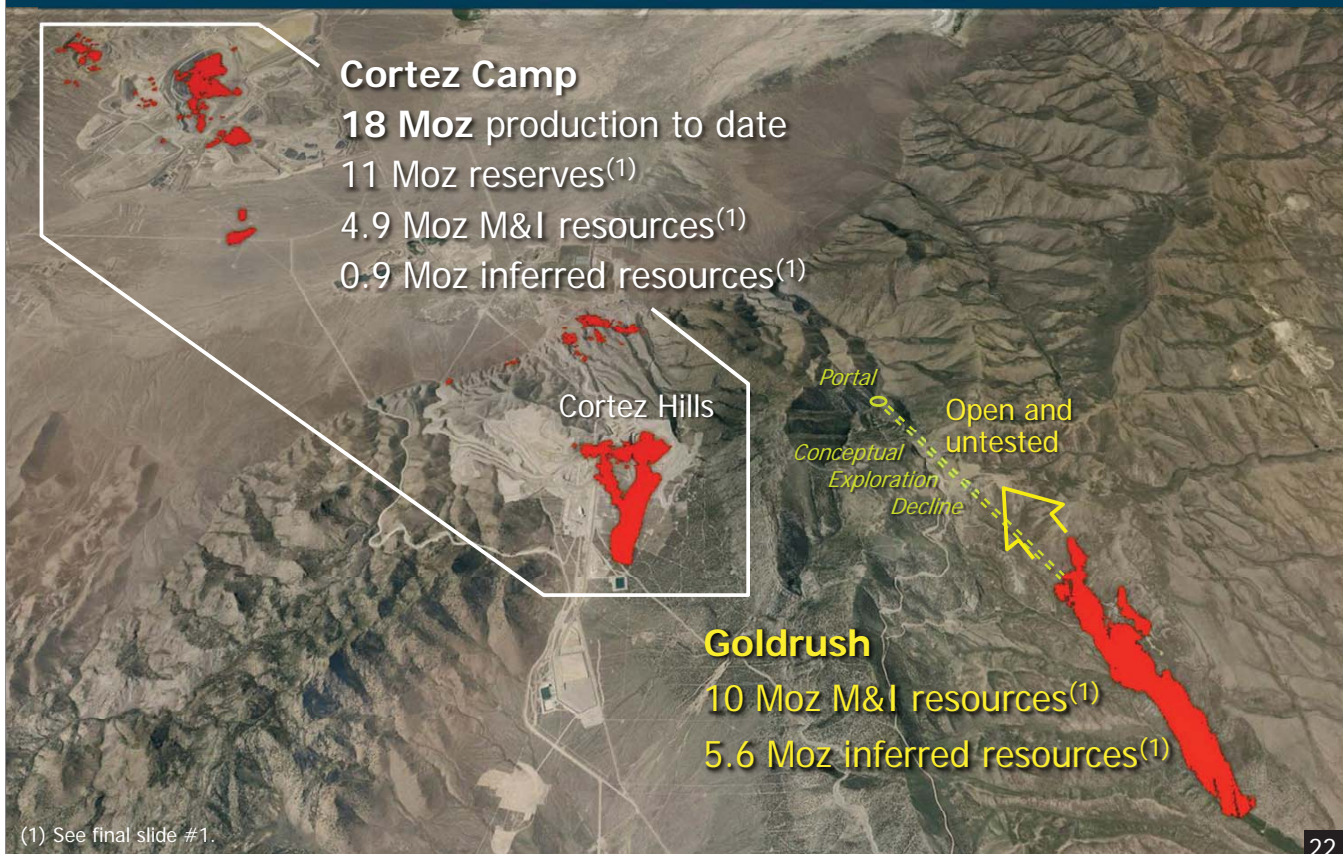 Cortez Camp
18 Moz production to date
11 Moz reserves(1)
4.9 Moz M&I resources(1)
0.9 Moz inferred resources(1)
Cortez Hills
Portal
Conceptual
Exploration
Decline
Open and
untested
Goldrush
10 Moz M&I resources(1)
5.6 Moz inferred resources(1)
(1) See final slide #1.
22